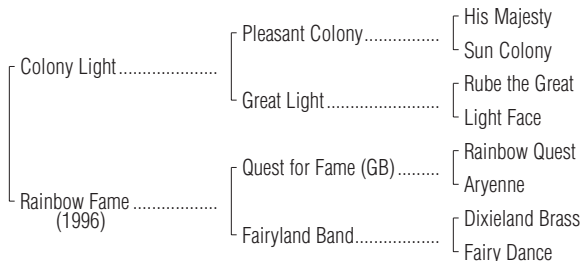 His Majesty
Pleasant Colony
Sun Colony
Colony Light
Rube the Great
Great Light
Light Face
Rainbow Quest
Quest for Fame (GB)
Aryenne
Rainbow Fame
(1996)
Dixieland Brass
Fairyland Band
Fairy Dance